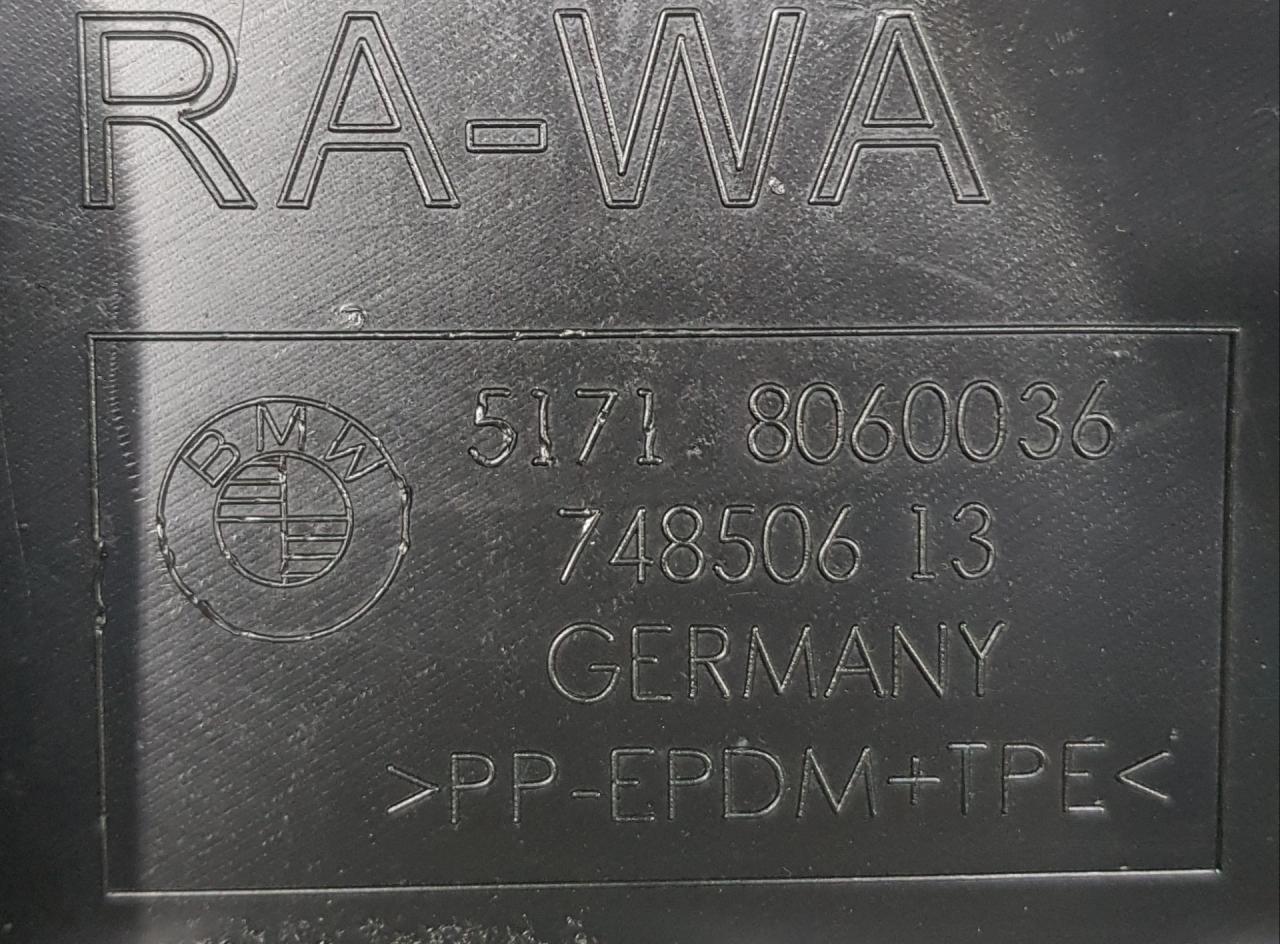 RA-WA
BMW
5171 8060036
748506 13
GERMANY
>PP-EPDM+TPE<